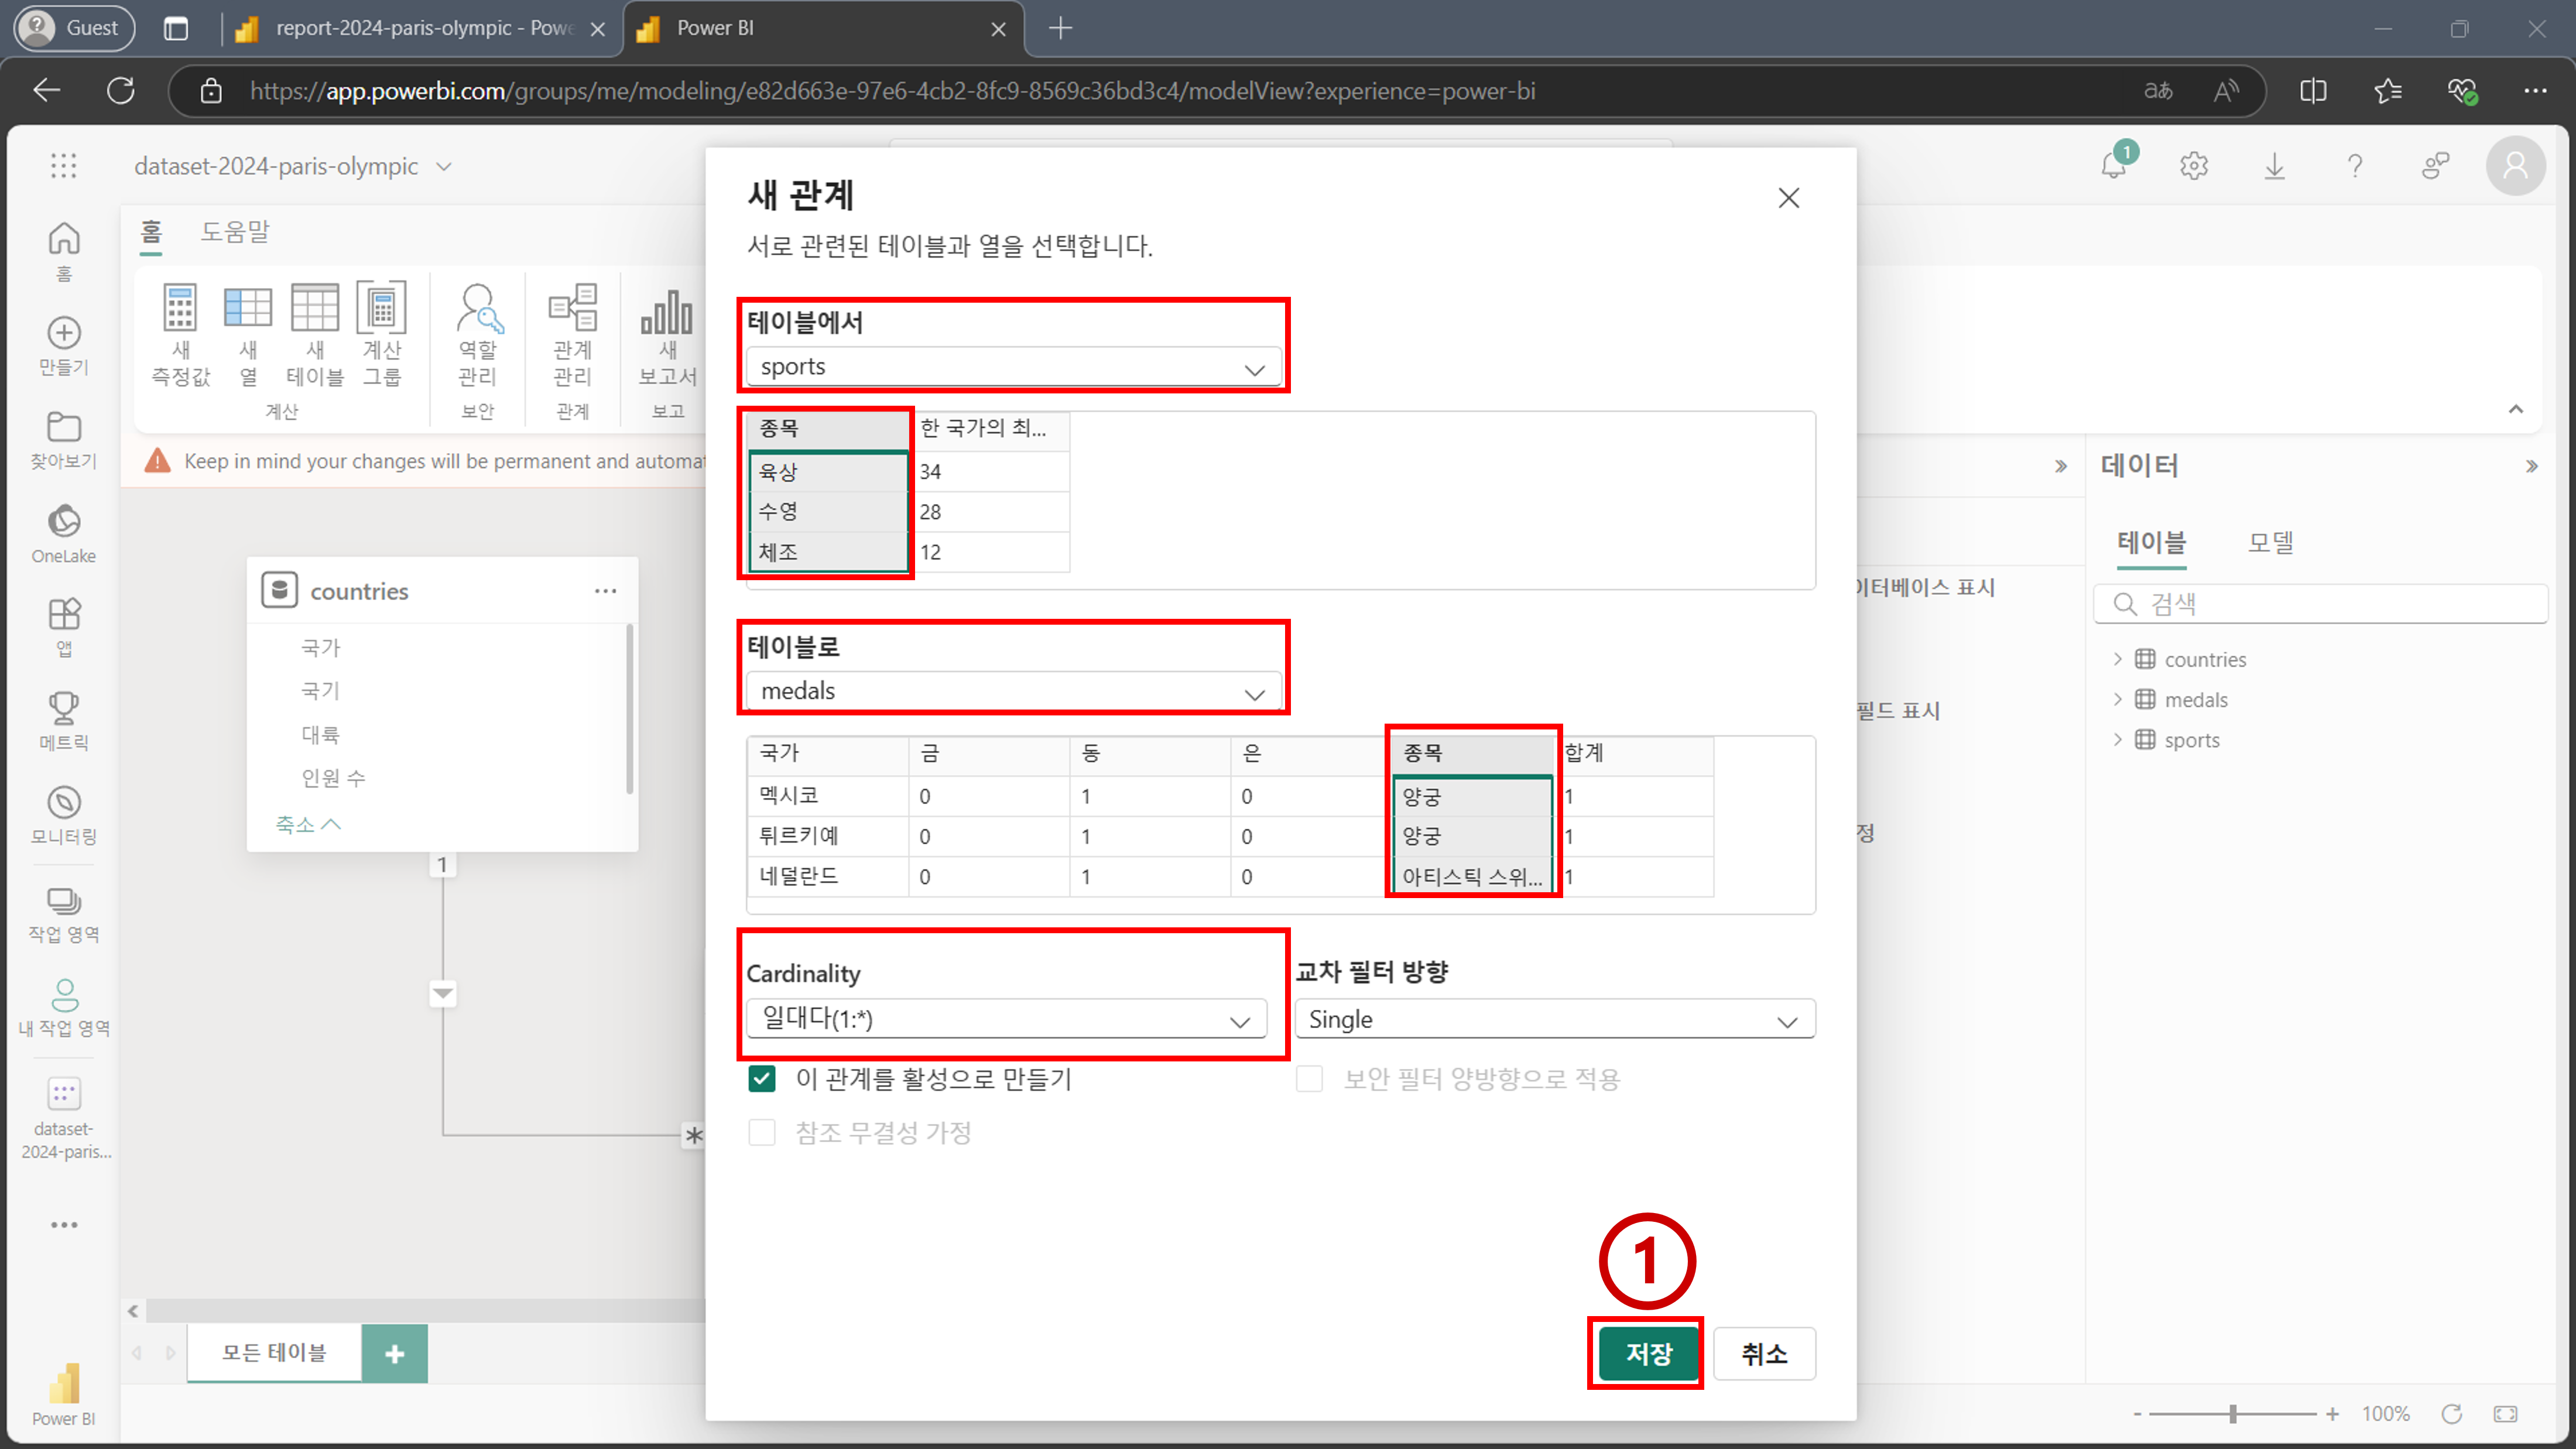 Guest
report-2024-paris-olympic - Powe
Power BI
https://app.powerbi.com/groups/me/modeling/e82d663e-97e6-4cb2-8fc9-8569c36bd3c4/modelView?experience=power-bi
aあ
dataset-2024-paris-olympic
1
홈
도움말
홈
만들기
찾아보기
OneLake
앱
메트릭
모니터링
작업 영역
내 작업 영역
dataset-
2024-paris...
Power BI
새
측정값
새
열
새
테이블
계산
그룹
계산
역할
관리
보안
관계
관리
관계
새
보고서
보고
Keep in mind your changes will be permanent and automat
countries
국가
국기
대륙
인원 수
축소
1
*
모든 테이블
새 관계
서로 관련된 테이블과 열을 선택합니다.
테이블에서
sports
종목 한 국가의 최...
육상 34
수영 28
체조 12
테이블로
medals
국가 금 동 은 종목 합계
멕시코 0 1 0 양궁 1
튀르키예 0 1 0 양궁 1
네덜란드 0 1 0 아티스틱 스위... 1
Cardinality
일대다(1:*)
교차 필터 방향
Single
이 관계를 활성으로 만들기
보안 필터 양방향으로 적용
참조 무결성 가정
1
저장
취소
이터베이스 표시
필드 표시
정
데이터
테이블
모델
검색
countries
medals
sports
- + 100%